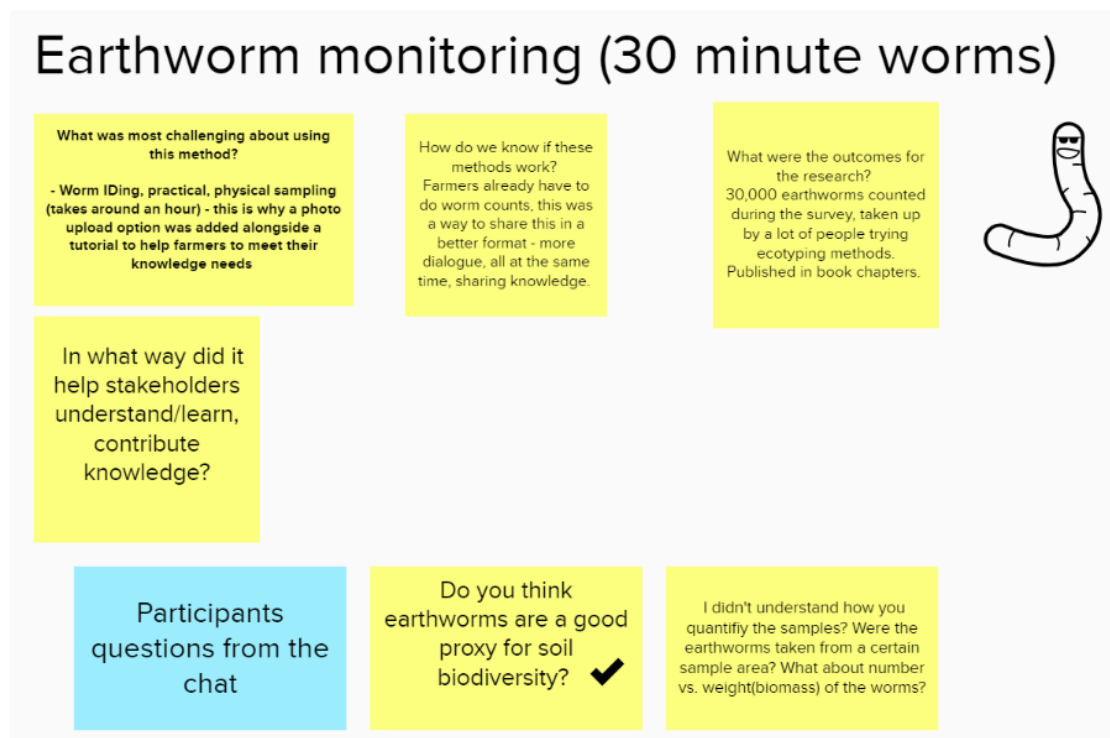 Earthworm monitoring (30 minute worms)
What was most challenging about using
this method?
- Worm IDing, practical, physical sampling
(takes around an hour) - this is why a photo
upload option was added alongside a
tutorial to help farmers to meet their
knowledge needs
How do we know if these
methods work?
Farmers already have to
do worm counts, this was
a way to share this in a
better format - more
dialogue, all at the same
time, sharing knowledge.
What were the outcomes for
the research?
30,000 earthworms counted
during the survey, taken up
by a lot of people trying
ecotyping methods.
Published in book chapters.
In what way did it
help stakeholders
understand/learn,
contribute
knowledge?
Participants
questions from the
chat
Do you think
earthworms are a good
proxy for soil
biodiversity?
I didn't understand how you
quantifiy the samples? Were the
earthworms taken from a certain
sample area? What about number
vs. weight(biomass) of the worms?